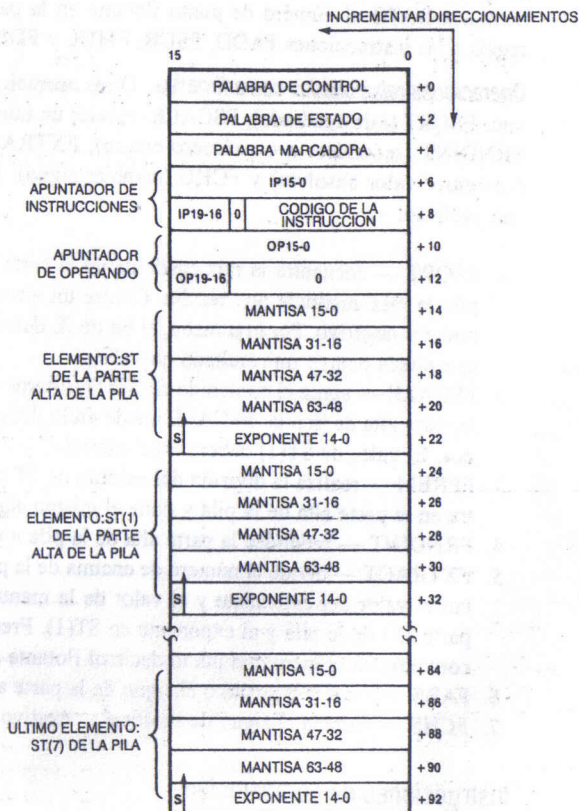 INCREMENTAR DIRECCIONAMIENTOS
15 0
PALABRA DE CONTROL +0
PALABRA DE ESTADO +2
PALABRA MARCADORA +4
APUNTADOR DE
INSTRUCCIONES
IP15-0 +6
IP19-16 0 CODIGO DE LA
INSTRUCCION +8
APUNTADOR
DE OPERANDO
OP15-0 +10
OP19-16 0 +12
MANTISA 15-0 +14
MANTISA 31-16 +16
ELEMENTO:ST
DE LA PARTE
ALTA DE LA PILA
MANTISA 47-32 +18
MANTISA 63-48 +20
S EXPONENTE 14-0 +22
MANTISA 15-0 +24
MANTISA 31-16 +26
ELEMENTO:ST(1)
DE LA PARTE
ALTA DE LA PILA
MANTISA 47-32 +28
MANTISA 63-48 +30
S EXPONENTE 14-0 +32
MANTISA 15-0 +84
MANTISA 31-16 +86
ULTIMO ELEMENTO:
ST(7) DE LA PILA
MANTISA 47-32 +88
MANTISA 63-48 +90
S EXPONENTE 14-0 +92